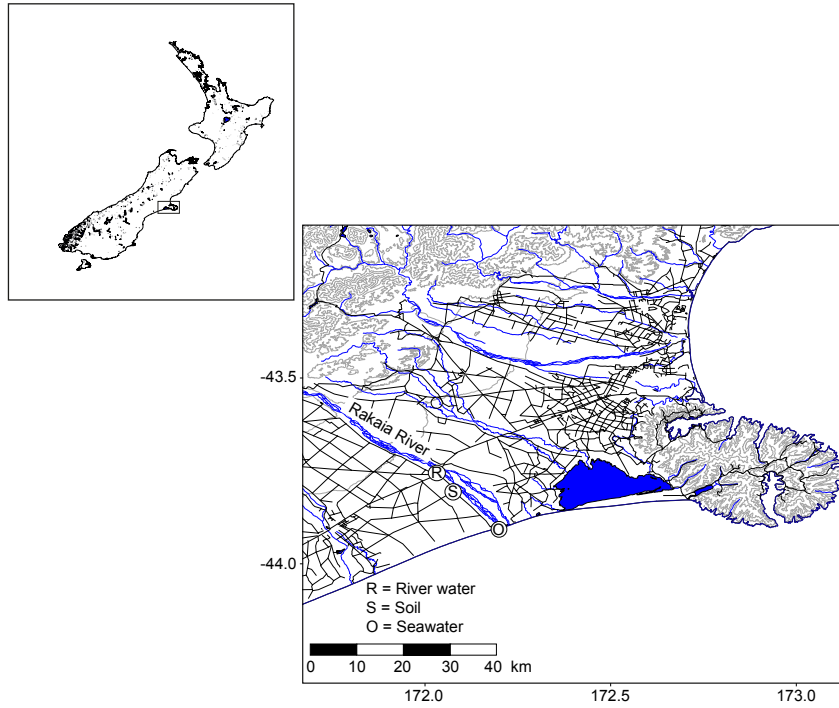 -43.5
Rakaia River
R
S
O
-44.0
R = River water
S = Soil
O = Seawater
0 10 20 30 40 km
172.0 172.5 173.0